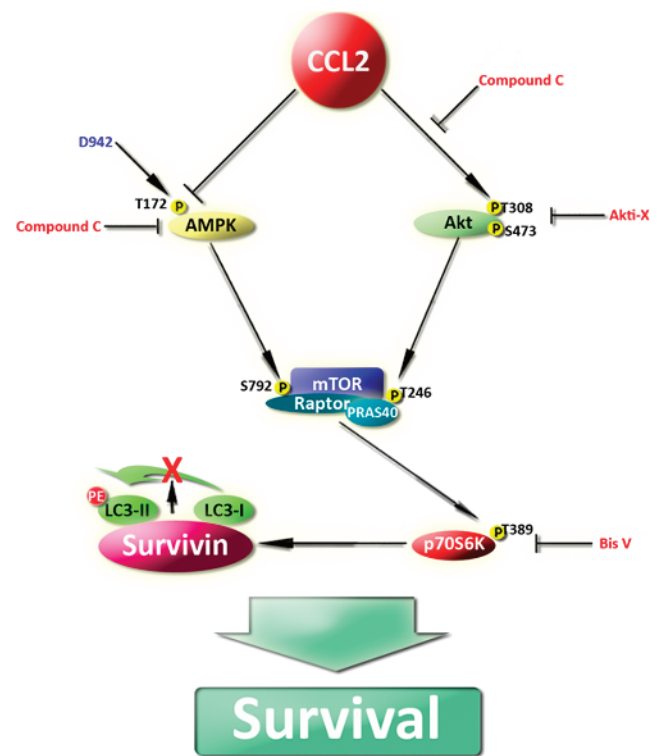 CCL2
Compound C
D942
T172
P
P
T308
Compound C
AMPK
Akt
P
S473
Akti-X
S792
P
mTOR
P
T246
Raptor
PRAS40
X
PE
LC3-II
LC3-I
P
T389
Survivin
p70S6K
Bis V
Survival